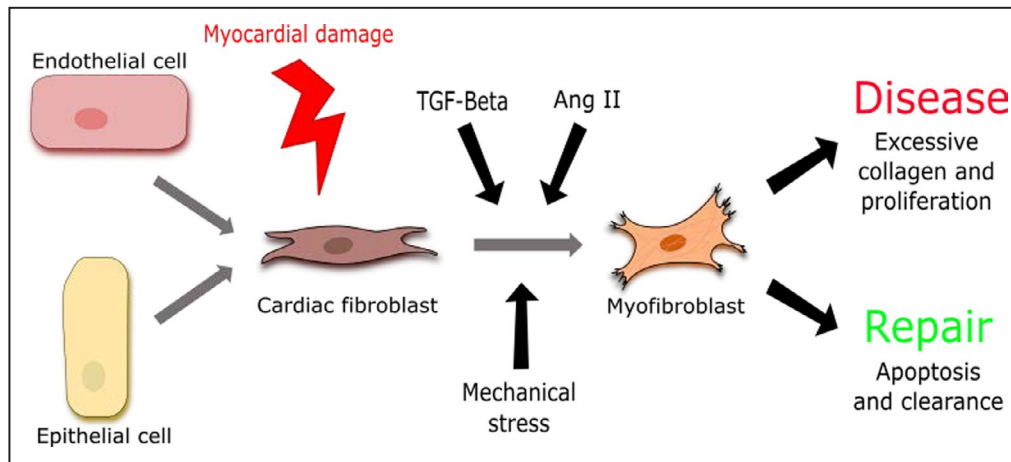 Myocardial damage
Endothelial cell
TGF-Beta
Ang II
Disease
Excessive
collagen and
proliferation
Cardiac fibroblast
Myofibroblast
Repair
Apoptosis
and clearance
Mechanical
stress
Epithelial cell